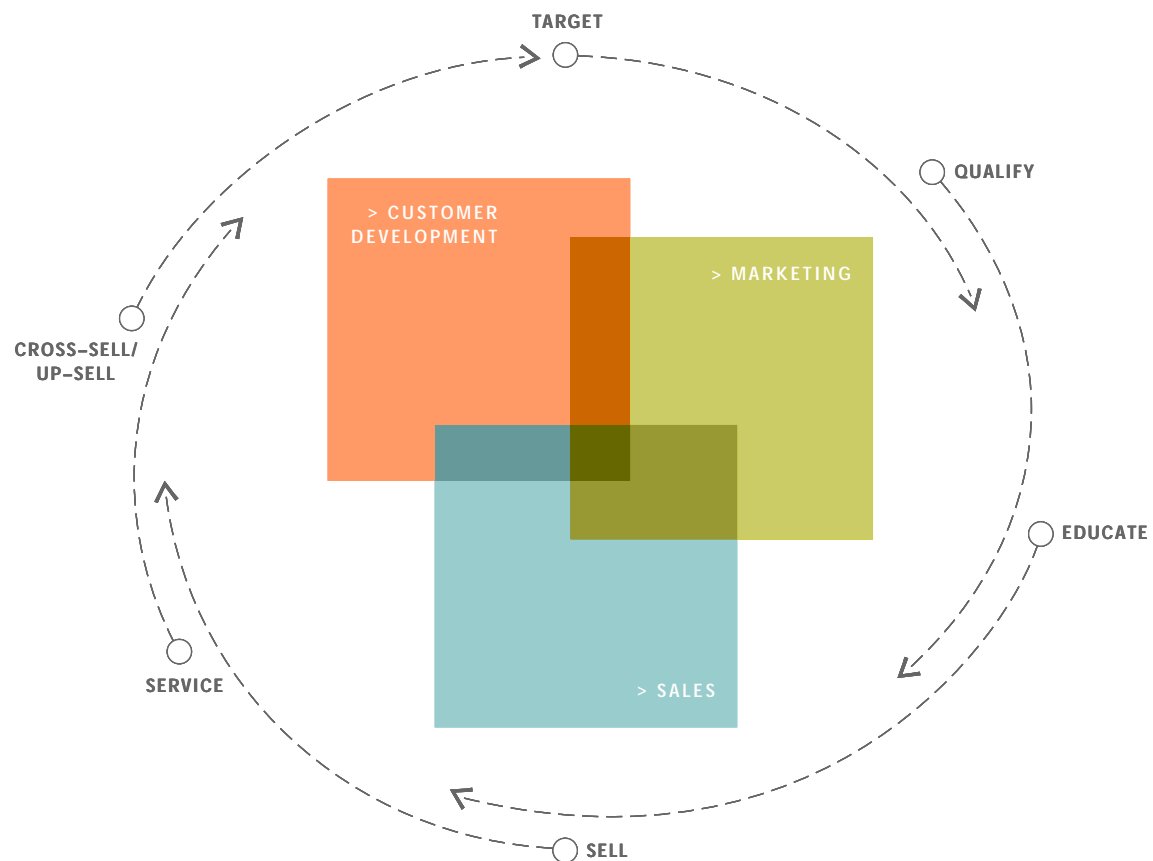 TARGET
QUALIFY
> CUSTOMER
DEVELOPMENT
> MARKETING
CROSS–SELL/
UP–SELL
EDUCATE
SERVICE
> SALES
SELL